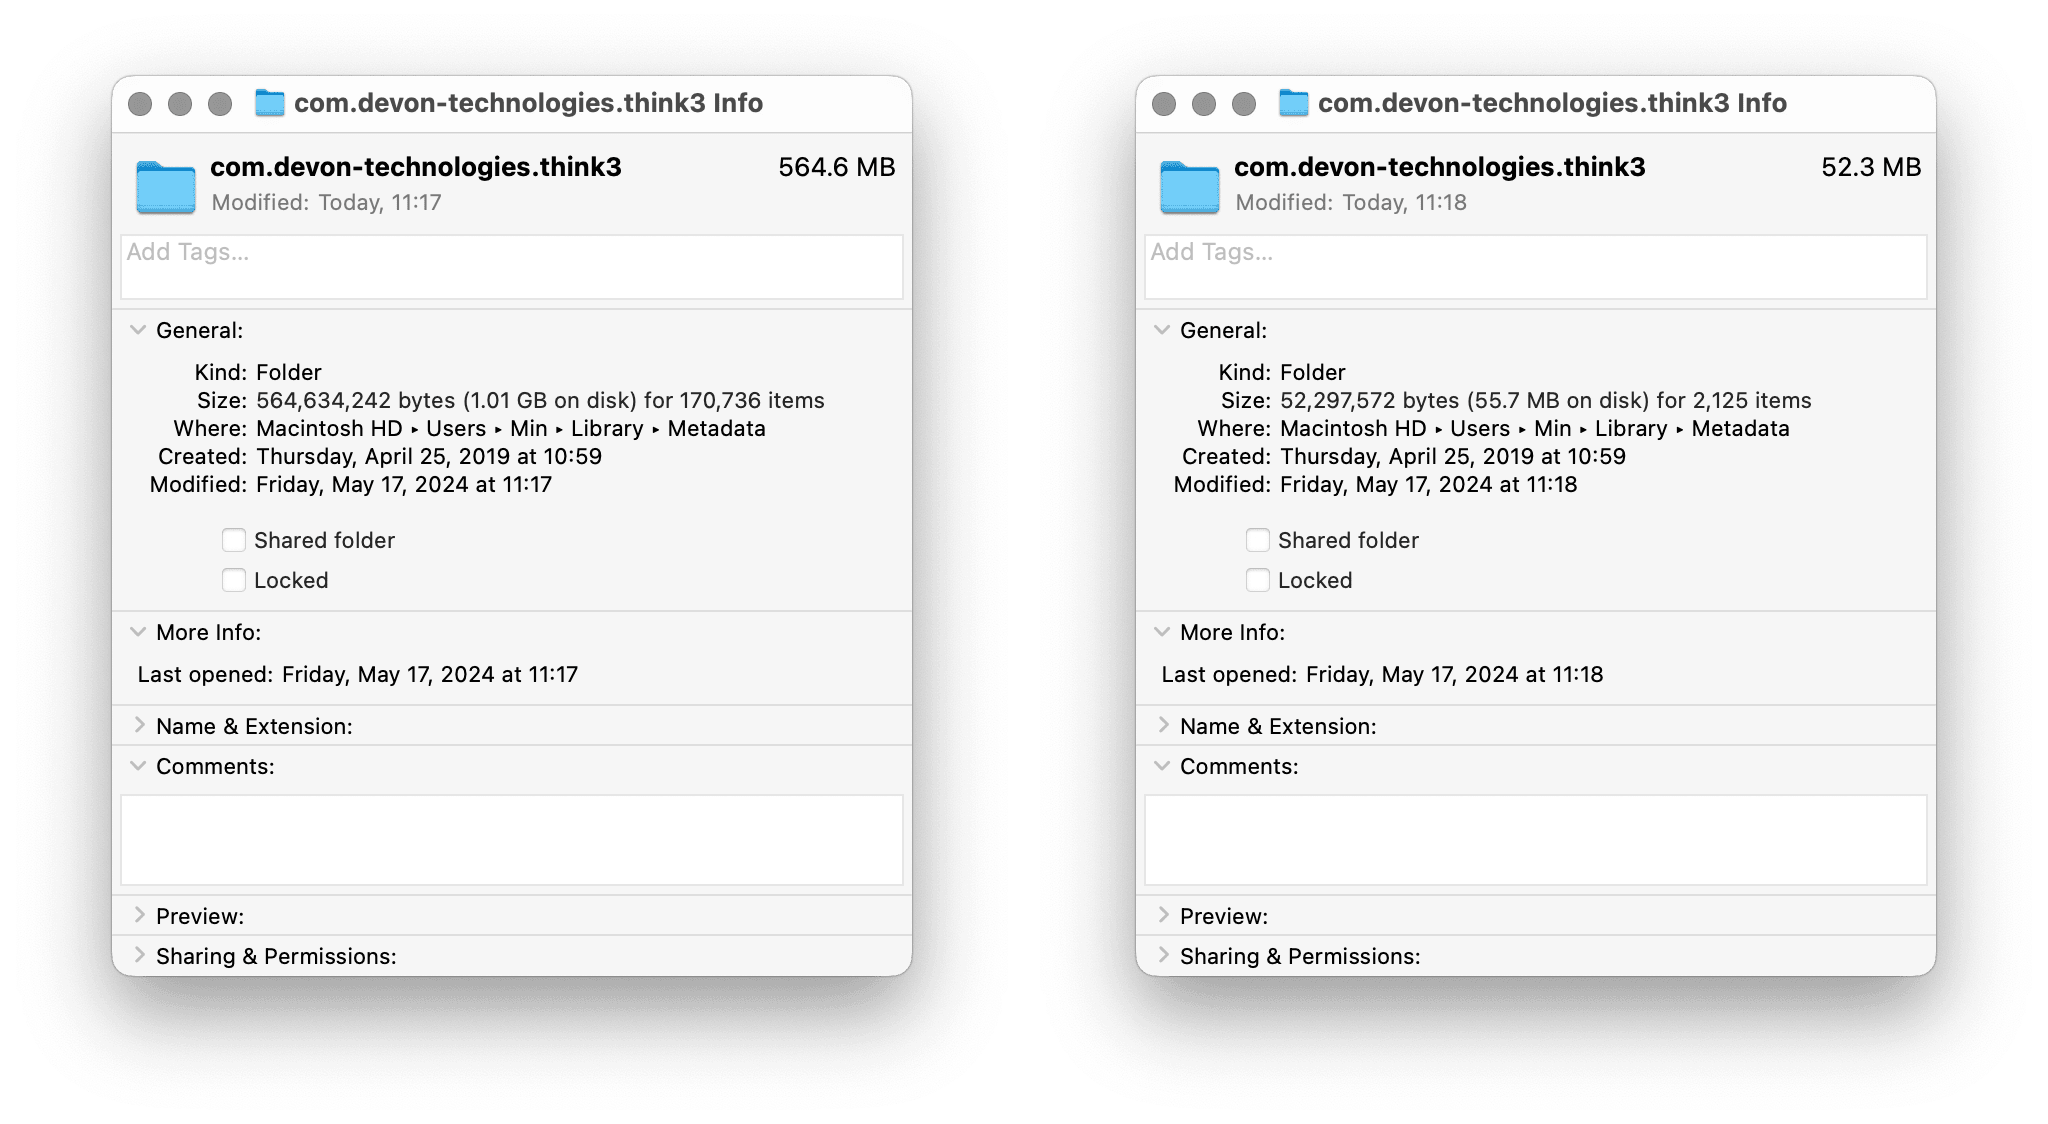 com.devon-technologies.think3 Info
com.devon-technologies.think3 564.6 MB
Modified: Today, 11:17
Add Tags...
General:
Kind: Folder
Size: 564,634,242 bytes (1.01 GB on disk) for 170,736 items
Where: Macintosh HD ▸ Users ▸ Min ▸ Library ▸ Metadata
Created: Thursday, April 25, 2019 at 10:59
Modified: Friday, May 17, 2024 at 11:17
Shared folder
Locked
More Info:
Last opened: Friday, May 17, 2024 at 11:17
Name & Extension:
Comments:
Preview:
Sharing & Permissions:
com.devon-technologies.think3 Info
com.devon-technologies.think3 52.3 MB
Modified: Today, 11:18
Add Tags...
General:
Kind: Folder
Size: 52,297,572 bytes (55.7 MB on disk) for 2,125 items
Where: Macintosh HD ▸ Users ▸ Min ▸ Library ▸ Metadata
Created: Thursday, April 25, 2019 at 10:59
Modified: Friday, May 17, 2024 at 11:18
Shared folder
Locked
More Info:
Last opened: Friday, May 17, 2024 at 11:18
Name & Extension:
Comments:
Preview:
Sharing & Permissions: